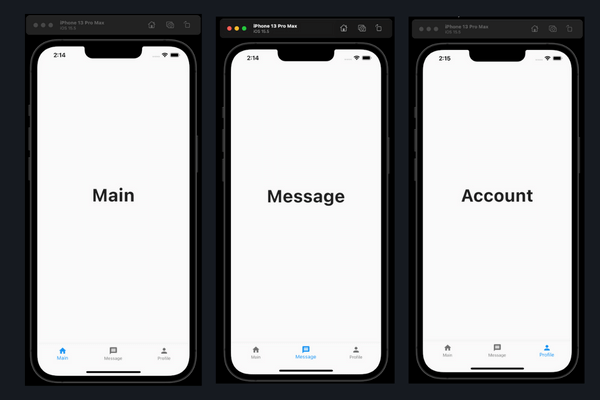 iPhone 13 Pro Max
iOS 15.5
2:14
Main
Main
Message
Profile
iPhone 13 Pro Max
iOS 15.5
2:14
Message
Main
Message
Profile
iPhone 13 Pro Max
iOS 15.5
2:15
Account
Main
Message
Profile